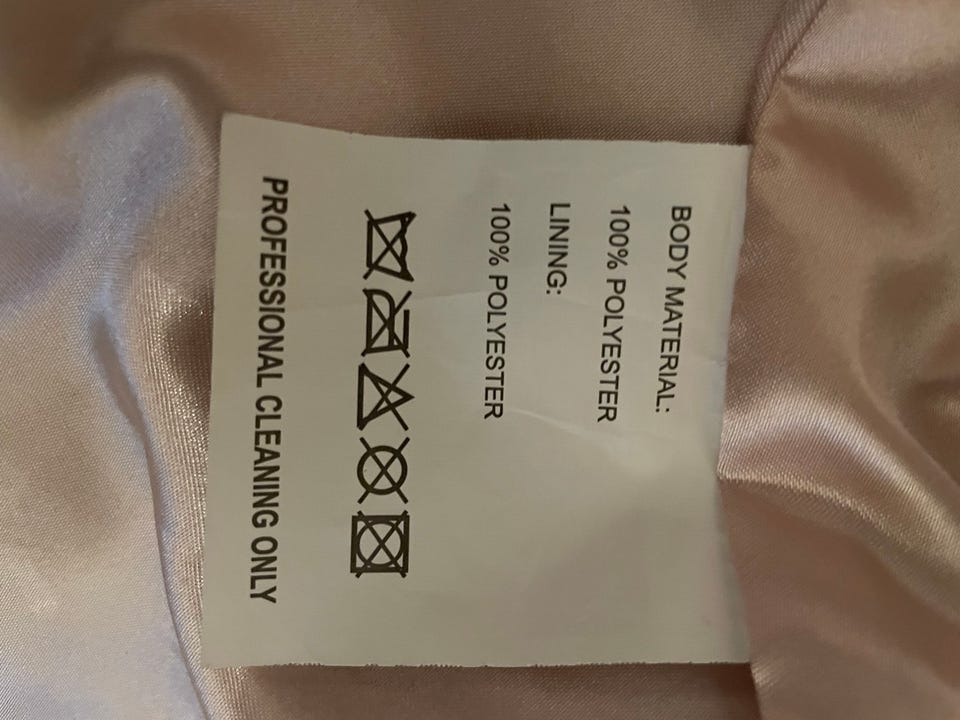 BODY MATERIAL:
100% POLYESTER
LINING:
100% POLYESTER
PROFESSIONAL CLEANING ONLY